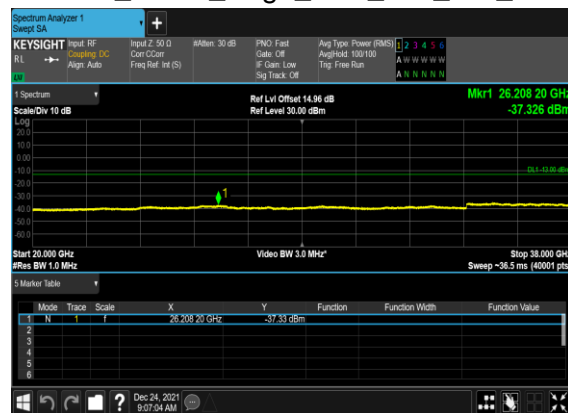 Spectrum Analyzer 1
Swept SA
KEYSIGHT
RL
Input: RF
Coupling: DC
Align: Auto
Input Z: 50 Ω
Corr CCorr
Freq Ref: Int (S)
#Atten: 30 dB
PNO: Fast
Gate: Off
IF Gain: Low
Sig Track: Off
Avg Type: Power (RMS)
Avg|Hold: 100/100
Trig: Free Run
1 2 3 4 5 6
A W W W W W
A N N N N N
1 Spectrum
Scale/Div 10 dB
Log
Ref Lvl Offset 14.96 dB
Ref Level 30.00 dBm
Mkr1 26.208 20 GHz
-37.326 dBm
20.0
10.0
0.00
-10.0
-20.0
-30.0
-40.0
-50.0
-60.0
DL1 -13.00 dBm
1
Start 20.000 GHz
#Res BW 1.0 MHz
Video BW 3.0 MHz*
Stop 38.000 GHz
Sweep ~36.5 ms (40001 pts)
5 Marker Table
Mode Trace Scale X Y Function Function Width Function Value
1 N 1 f 26.208 20 GHz -37.33 dBm
2
3
4
5
6
Dec 24, 2021
9:07:04 AM